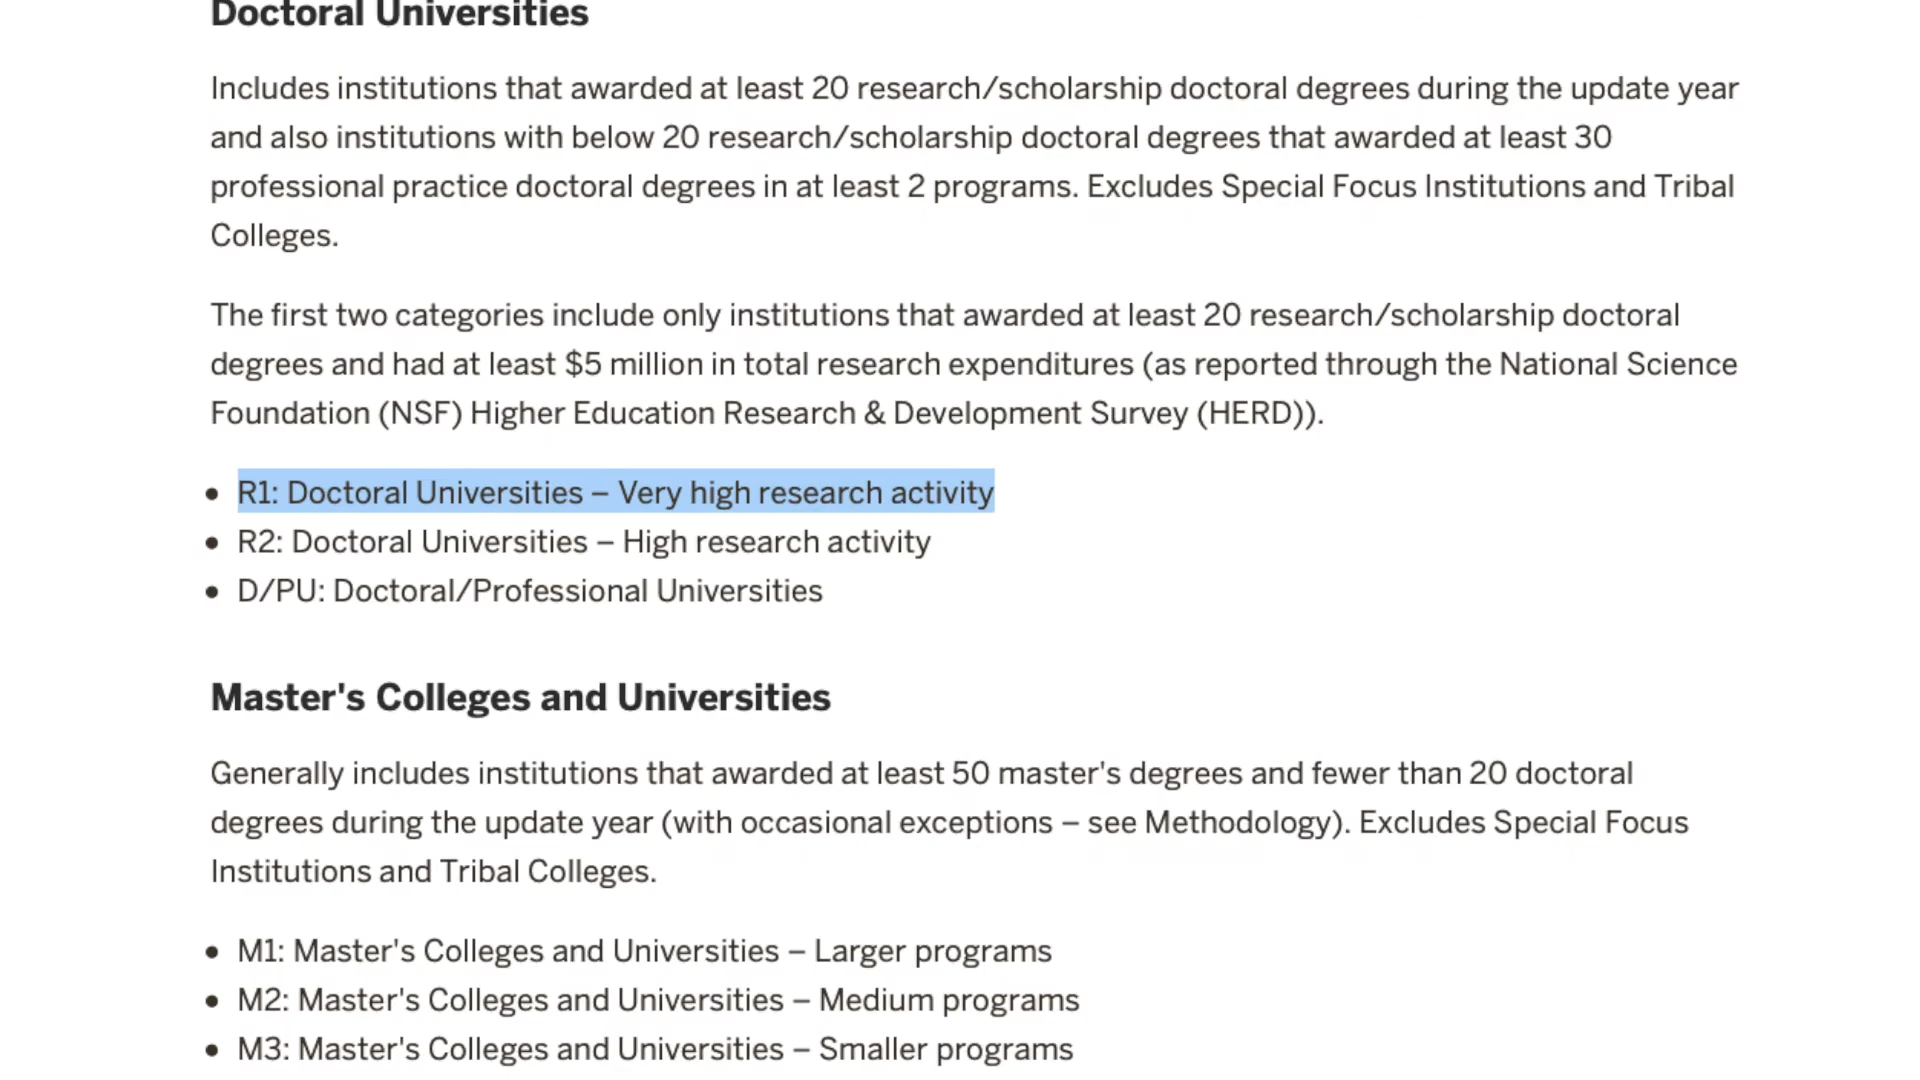 Doctoral Universities
Includes institutions that awarded at least 20 research/scholarship doctoral degrees during the update year
and also institutions with below 20 research/scholarship doctoral degrees that awarded at least 30
professional practice doctoral degrees in at least 2 programs. Excludes Special Focus Institutions and Tribal
Colleges.
The first two categories include only institutions that awarded at least 20 research/scholarship doctoral
degrees and had at least $5 million in total research expenditures (as reported through the National Science
Foundation (NSF) Higher Education Research & Development Survey (HERD)).
• R1: Doctoral Universities – Very high research activity
• R2: Doctoral Universities – High research activity
• D/PU: Doctoral/Professional Universities
Master's Colleges and Universities
Generally includes institutions that awarded at least 50 master's degrees and fewer than 20 doctoral
degrees during the update year (with occasional exceptions – see Methodology). Excludes Special Focus
Institutions and Tribal Colleges.
• M1: Master's Colleges and Universities – Larger programs
• M2: Master's Colleges and Universities – Medium programs
• M3: Master's Colleges and Universities – Smaller programs